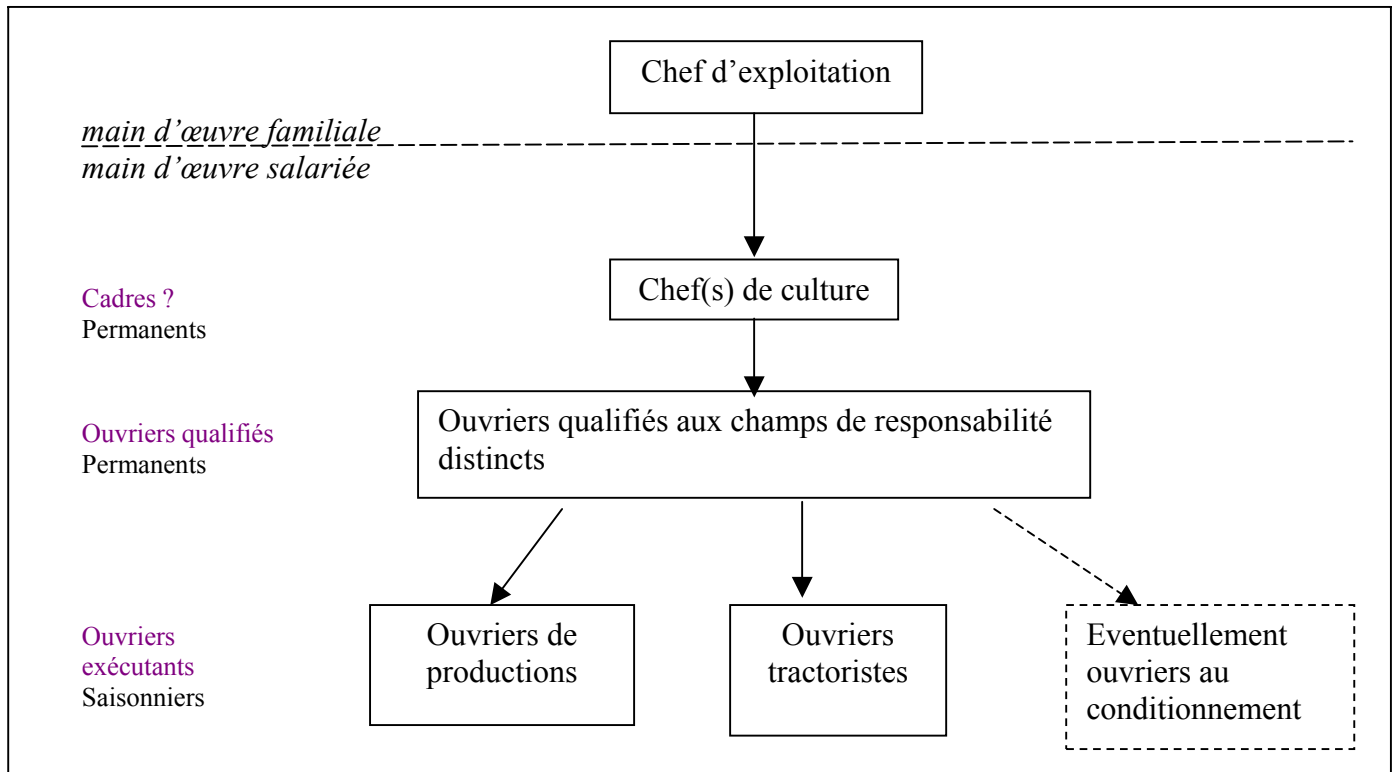 Chef d’exploitation
main d’œuvre familiale
main d’œuvre salariée
Cadres ?
Permanents
Chef(s) de culture
Ouvriers qualifiés
Permanents
Ouvriers qualifiés aux champs de responsabilité
distincts
Ouvriers
exécutants
Saisonniers
Ouvriers de
productions
Ouvriers
tractoristes
Eventuellement
ouvriers au
conditionnement